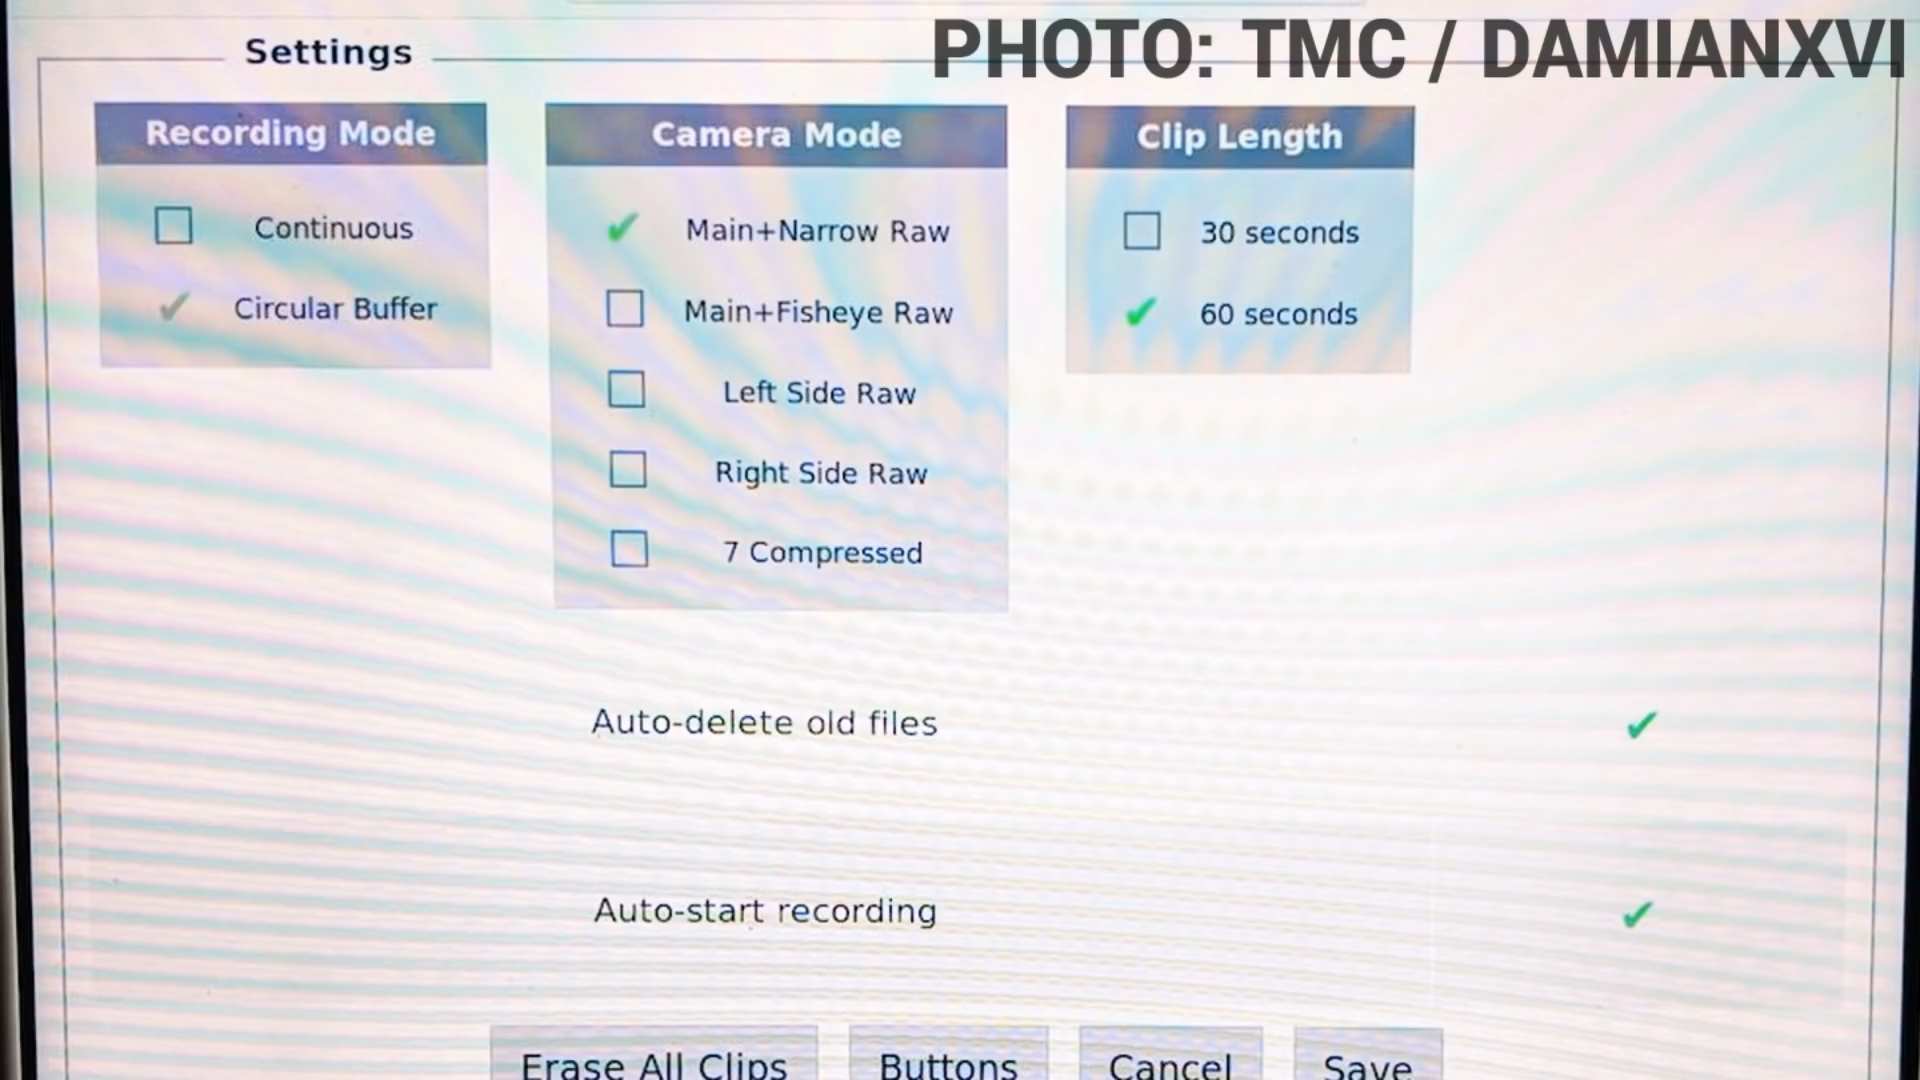 PHOTO: TMC / DAMIANXVI
Settings
Recording Mode
Continuous
Circular Buffer
Camera Mode
Main+Narrow Raw
Main+Fisheye Raw
Left Side Raw
Right Side Raw
7 Compressed
Clip Length
30 seconds
60 seconds
Auto-delete old files
Auto-start recording
Erase All Clips
Buttons
Cancel
Save